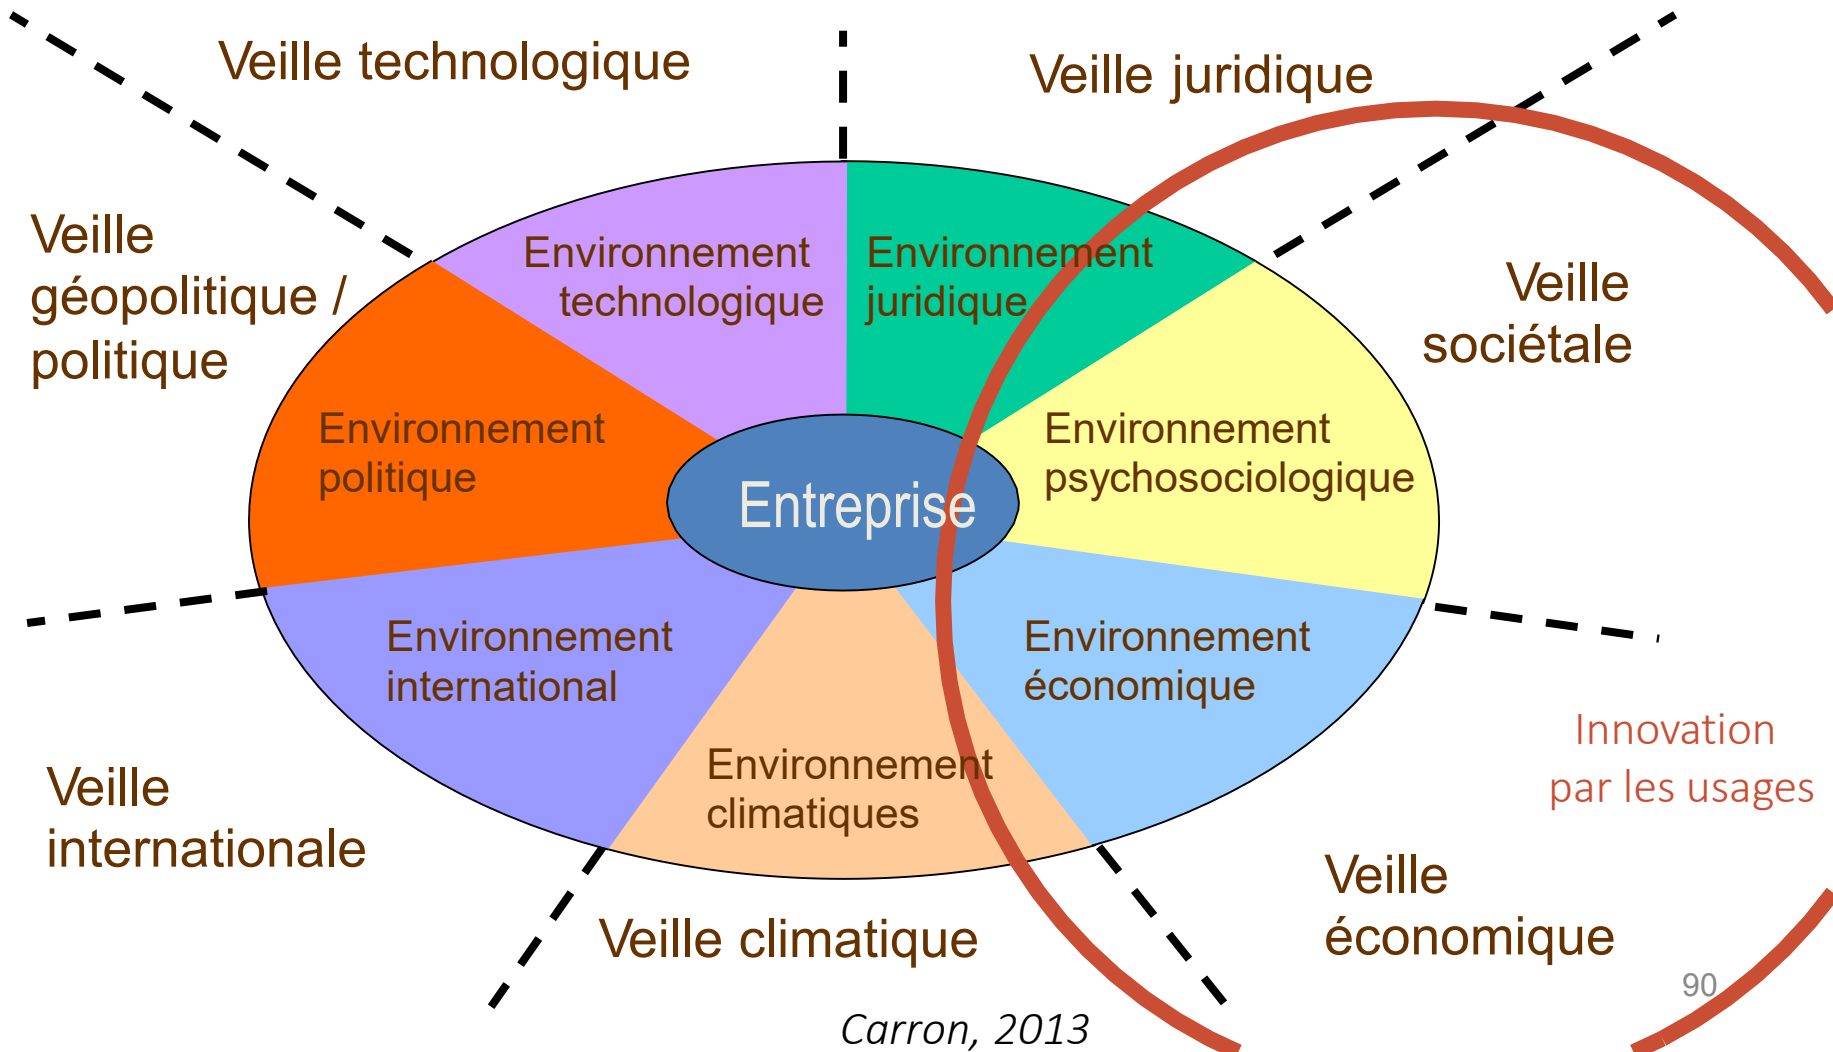 Veille technologique
Veille juridique
Veille
géopolitique /
politique
Environnement
technologique
Environnement
juridique
Veille
sociétale
Environnement
politique
Entreprise
Environnement
psychosociologique
Environnement
international
Environnement
climatiques
Environnement
économique
Innovation
par les usages
Veille
internationale
Veille climatique
Veille
économique
90
Carron, 2013